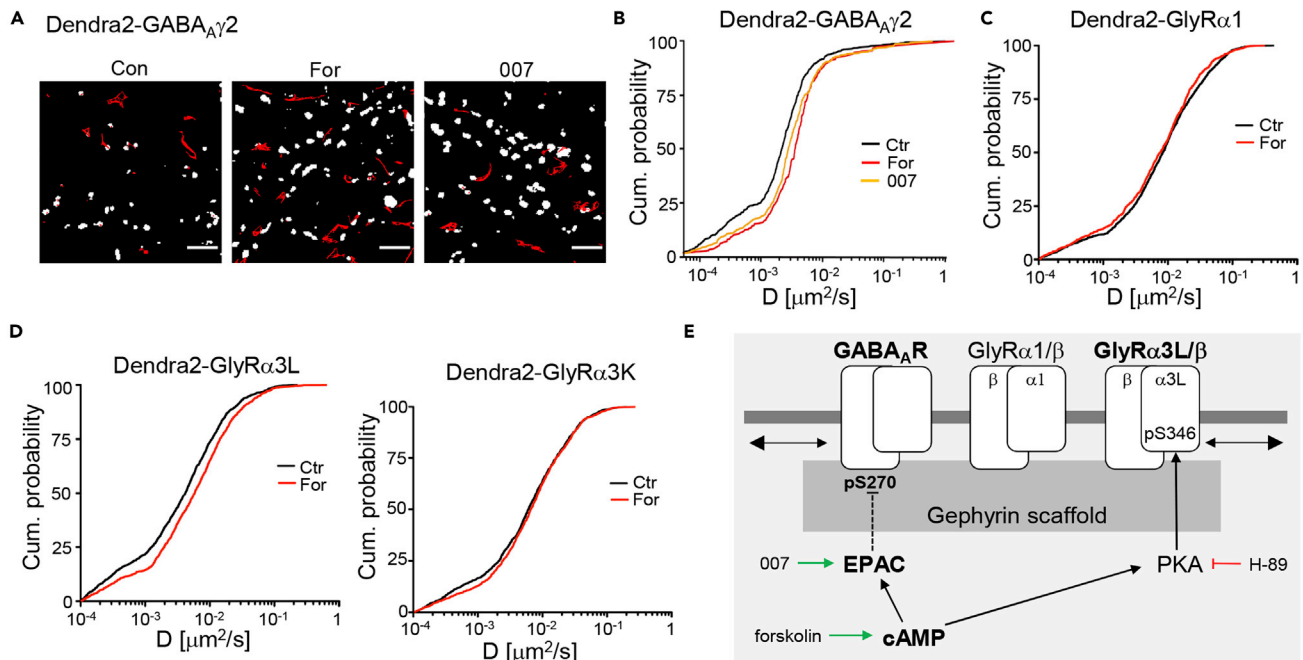 A
Dendra2-GABA_Aγ2
Con
For
007
B
Dendra2-GABA_Aγ2
Cum. probability
100
75
50
25
0
10⁻⁴
10⁻³
10⁻²
10⁻¹
1
D [μm²/s]
Ctr
For
007
C
Dendra2-GlyRα1
Cum. probability
100
75
50
25
0
10⁻⁴
10⁻³
10⁻²
10⁻¹
1
D [μm²/s]
Ctr
For
D
Dendra2-GlyRα3L
Cum. probability
100
75
50
25
0
10⁻⁴
10⁻³
10⁻²
10⁻¹
1
D [μm²/s]
Ctr
For
Dendra2-GlyRα3K
Cum. probability
100
75
50
25
0
10⁻⁴
10⁻³
10⁻²
10⁻¹
1
D [μm²/s]
Ctr
For
E
GABA_AR
GlyRα1/β
GlyRα3L/β
β
α1
β
α3L
pS346
pS270
Gephyrin scaffold
007
EPAC
PKA
H-89
forskolin
cAMP